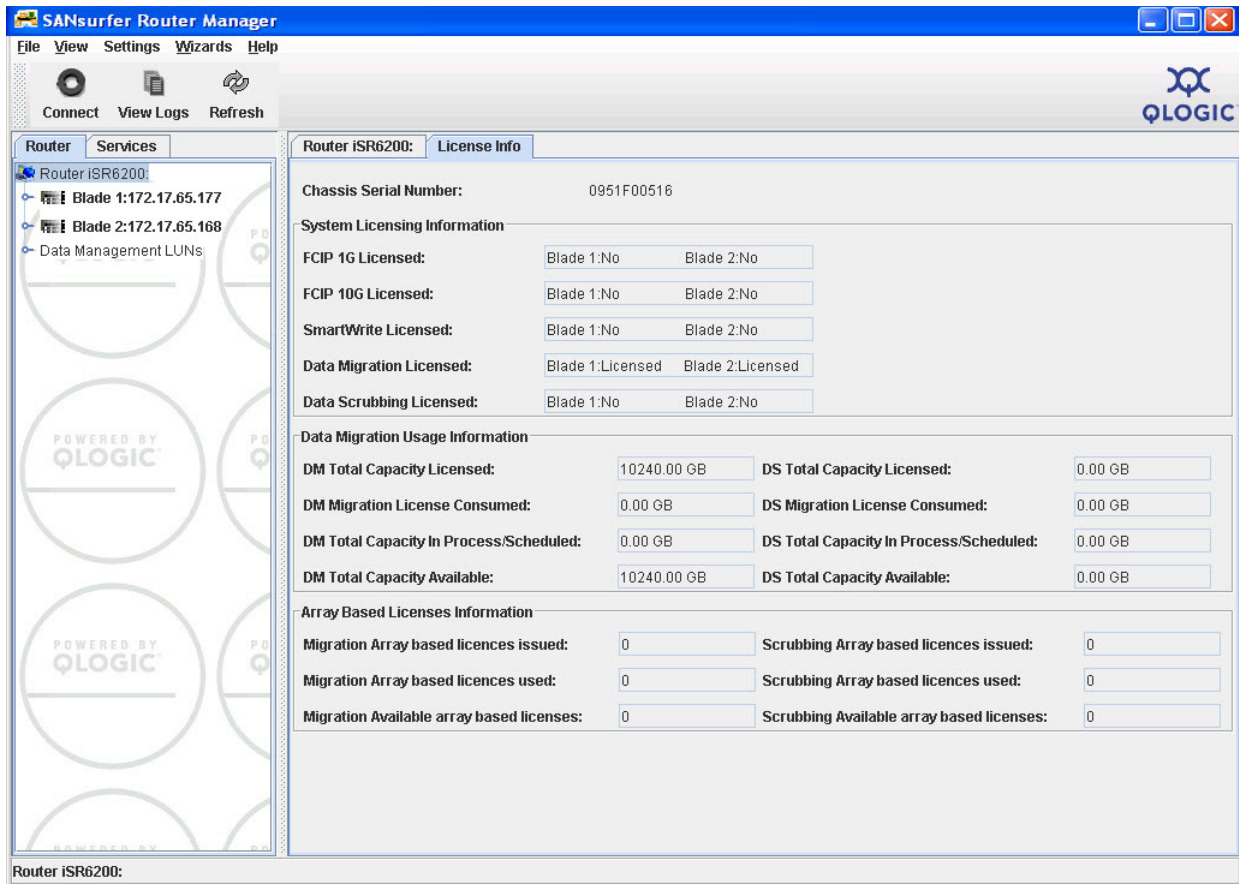 SANsurfer Router Manager
File View Settings Wizards Help
Connect View Logs Refresh
QLOGIC
Router Services
Router iSR6200:
Blade 1:172.17.65.177
Blade 2:172.17.65.168
Data Management LUNs
POWERED BY
QLOGIC
POWERED BY
QLOGIC
Router iSR6200: License Info
Chassis Serial Number: 0951F00516
System Licensing Information
FCIP 1G Licensed: Blade 1:No Blade 2:No
FCIP 10G Licensed: Blade 1:No Blade 2:No
SmartWrite Licensed: Blade 1:No Blade 2:No
Data Migration Licensed: Blade 1:Licensed Blade 2:Licensed
Data Scrubbing Licensed: Blade 1:No Blade 2:No
Data Migration Usage Information
DM Total Capacity Licensed: 10240.00 GB DS Total Capacity Licensed: 0.00 GB
DM Migration License Consumed: 0.00 GB DS Migration License Consumed: 0.00 GB
DM Total Capacity In Process/Scheduled: 0.00 GB DS Total Capacity In Process/Scheduled: 0.00 GB
DM Total Capacity Available: 10240.00 GB DS Total Capacity Available: 0.00 GB
Array Based Licenses Information
Migration Array based licences issued: 0 Scrubbing Array based licences issued: 0
Migration Array based licences used: 0 Scrubbing Array based licences used: 0
Migration Available array based licenses: 0 Scrubbing Available array based licenses: 0
Router iSR6200: